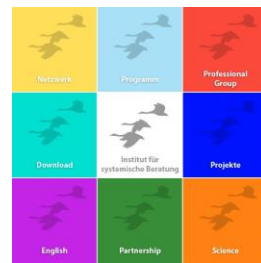 Netzwerk
Programm
Professional
Group
Download
Institut für
systemische Beratung
Projekte
English
Partnership
Science